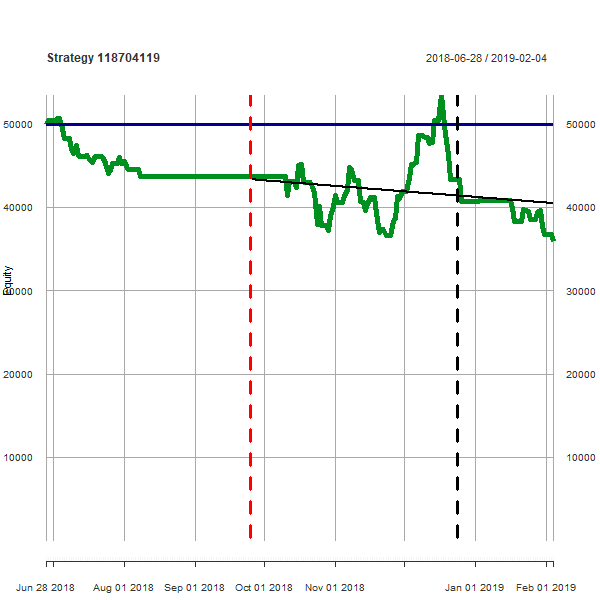 Strategy 118704119
2018-06-28 / 2019-02-04
50000 50000
40000 40000
Equity
30000 30000
20000 20000
10000 10000
Jun 28 2018 Aug 01 2018 Sep 01 2018 Oct 01 2018 Nov 01 2018 Jan 01 2019 Feb 01 2019